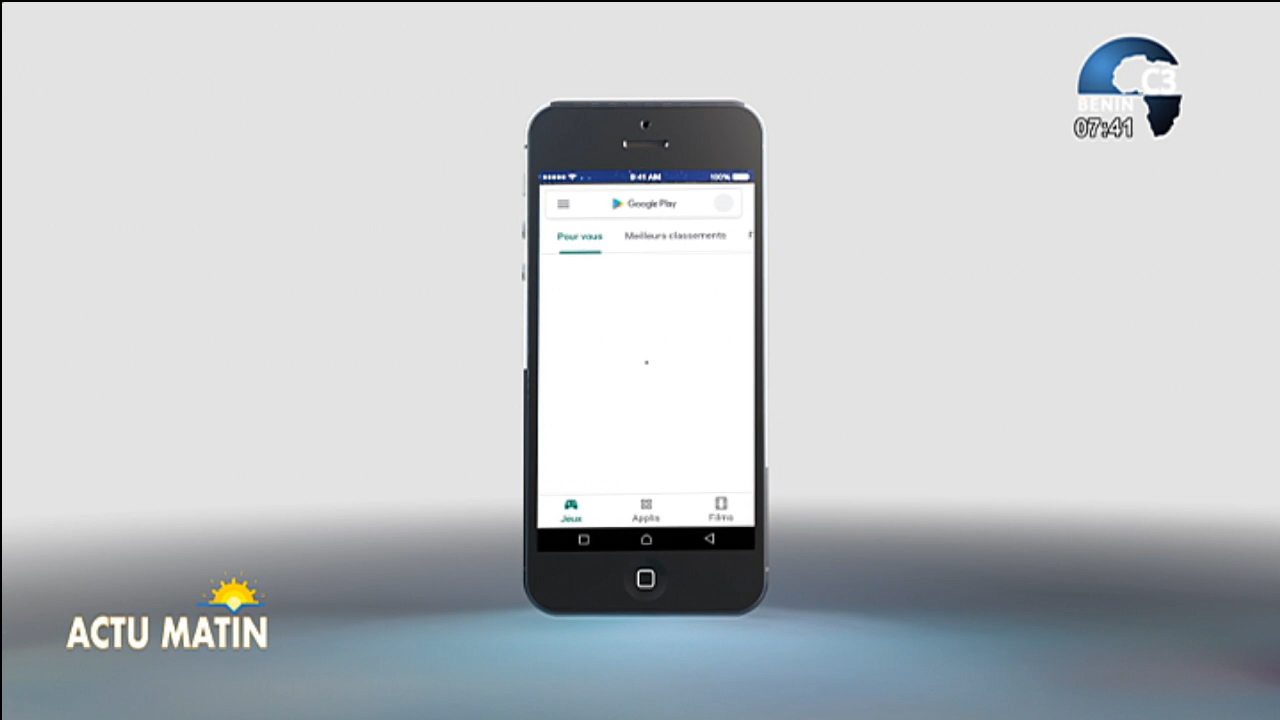 C3
BENIN
07:41
9:41 AM
100%
Google Play
Pour vous
Meilleurs classements
Jeux
Applis
Films
ACTU MATIN